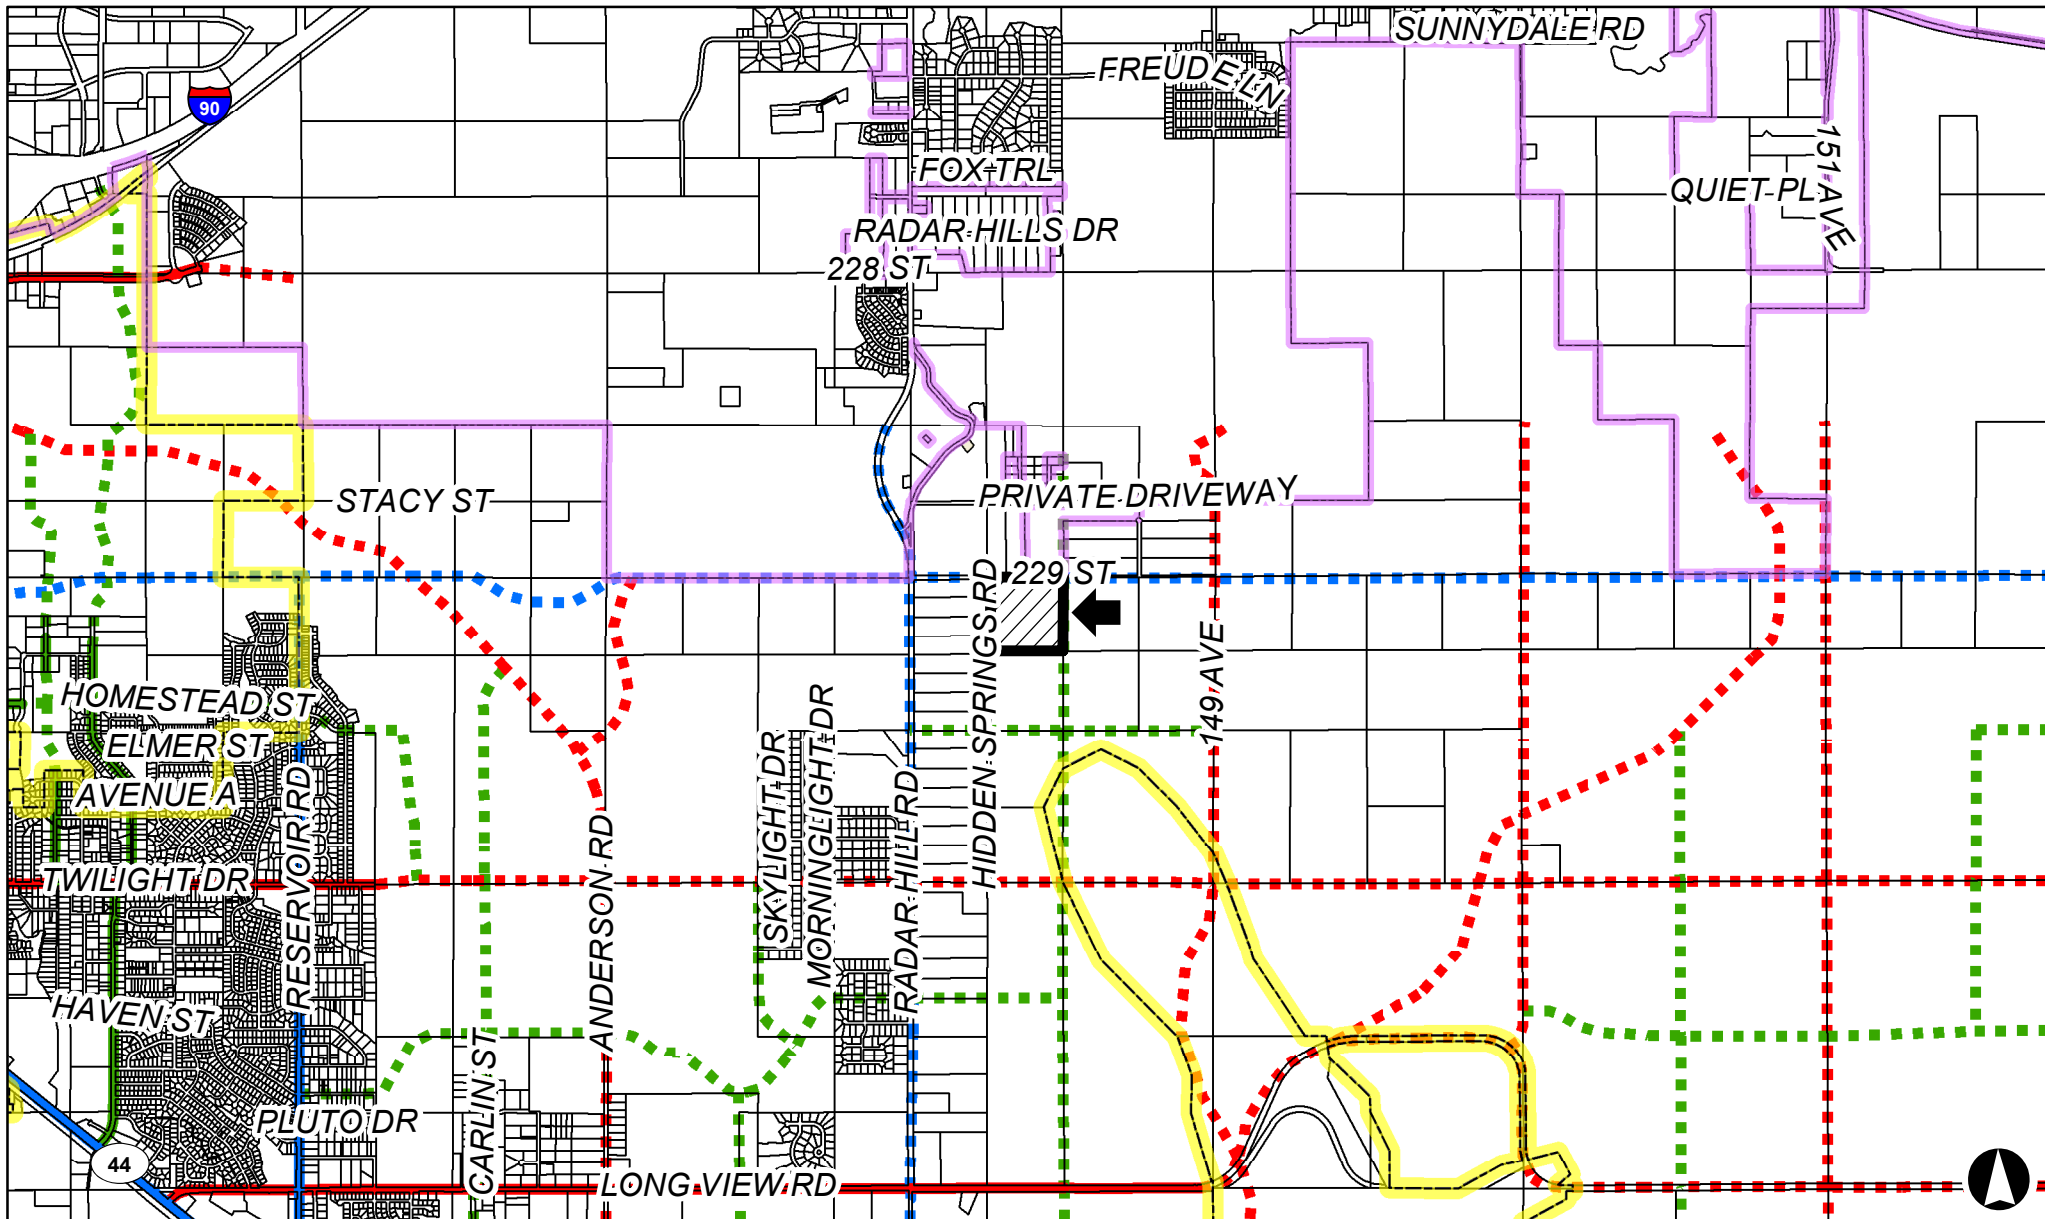 SUNNYDALE RD
FREUDE LN
90
151 AVE
FOX TRL
QUIET PL
RADAR HILLS DR
228 ST
STACY ST
PRIVATE DRIVEWAY
229 ST
HIDDEN SPRINGS RD
149 AVE
HOMESTEAD ST
ELMER ST
AVENUE A
RESERVOIR RD
SKYLIGHT DR
MORNINGLIGHT DR
RADAR HILL RD
ANDERSON RD
TWILIGHT DR
HAVEN ST
CARLIN ST
PLUTO DR
44
LONG VIEW RD